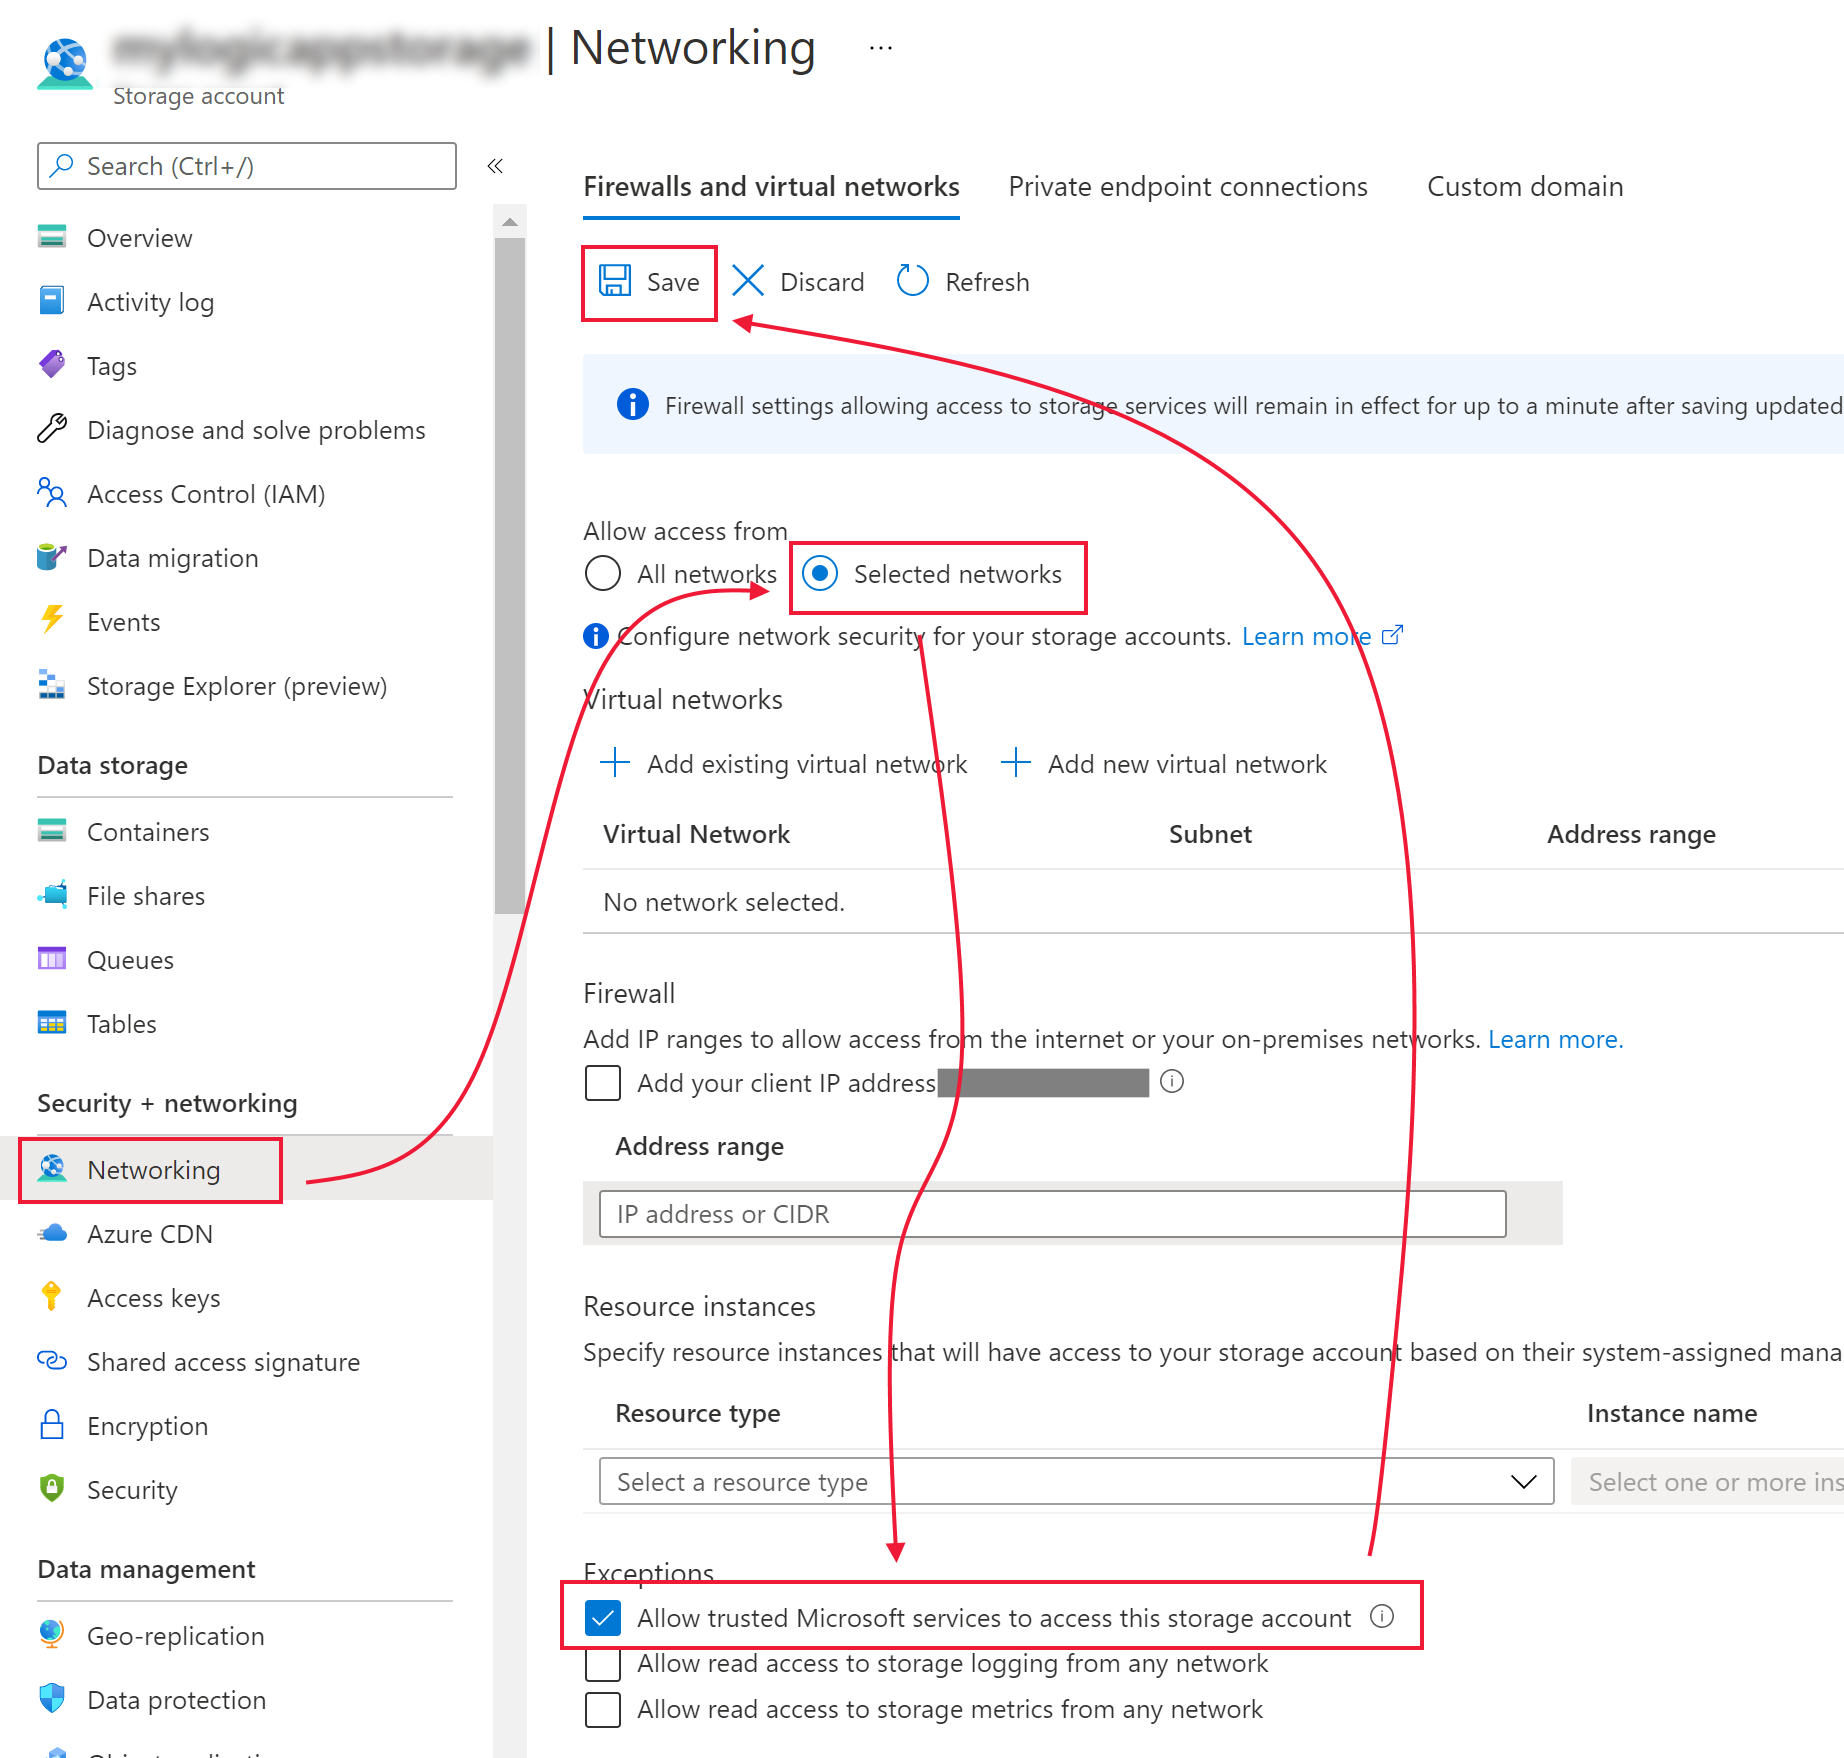 mylogicappstorage | Networking ...
Storage account
Search (Ctrl+/)
«
Overview
Activity log
Tags
Diagnose and solve problems
Access Control (IAM)
Data migration
Events
Storage Explorer (preview)
Data storage
Containers
File shares
Queues
Tables
Security + networking
Networking
Azure CDN
Access keys
Shared access signature
Encryption
Security
Data management
Geo-replication
Data protection
Firewalls and virtual networks
Private endpoint connections
Custom domain
Save
Discard
Refresh
Firewall settings allowing access to storage services will remain in effect for up to a minute after saving updated
Allow access from
All networks
Selected networks
Configure network security for your storage accounts. Learn more
Virtual networks
Add existing virtual network
Add new virtual network
Virtual Network Subnet Address range
No network selected.
Firewall
Add IP ranges to allow access from the internet or your on-premises networks. Learn more.
Add your client IP address
Address range
IP address or CIDR
Resource instances
Specify resource instances that will have access to your storage account based on their system-assigned mana
Resource type Instance name
Select a resource type
Select one or more ins
Exceptions
Allow trusted Microsoft services to access this storage account
Allow read access to storage logging from any network
Allow read access to storage metrics from any network